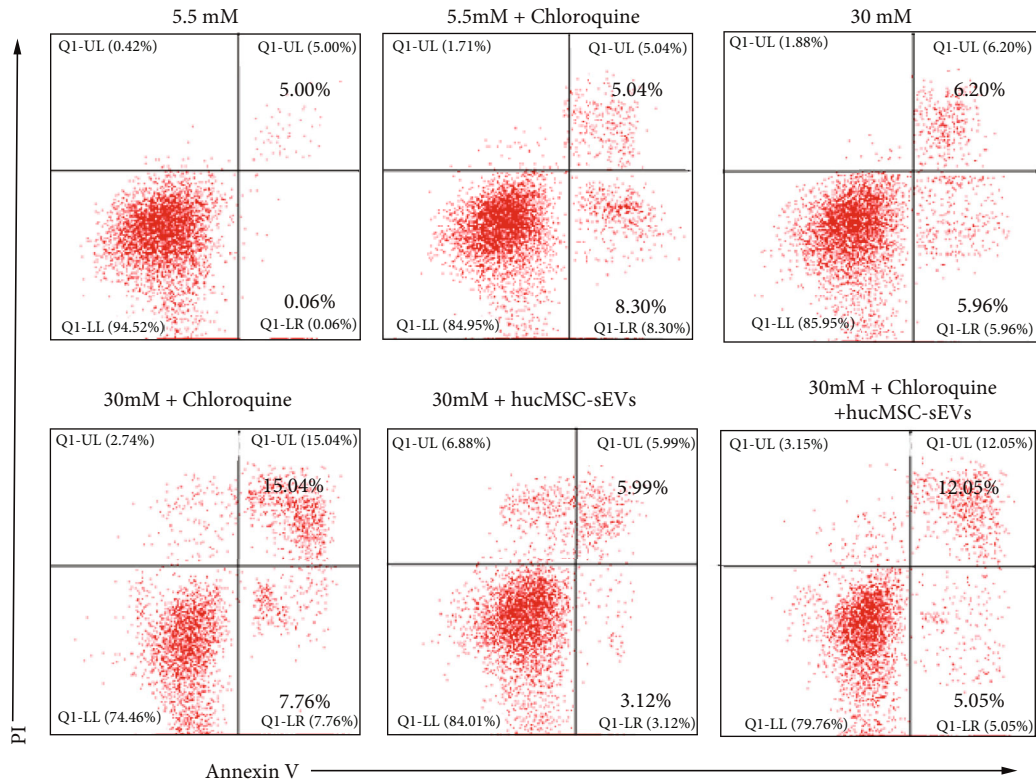 5.5 mM
Q1-UL (0.42%)
Q1-UL (5.00%)
5.00%
0.06%
Q1-LL (94.52%)
Q1-LR (0.06%)
5.5mM + Chloroquine
Q1-UL (1.71%)
Q1-UL (5.04%)
5.04%
8.30%
Q1-LL (84.95%)
Q1-LR (8.30%)
30 mM
Q1-UL (1.88%)
Q1-UL (6.20%)
6.20%
5.96%
Q1-LL (85.95%)
Q1-LR (5.96%)
30mM + Chloroquine
Q1-UL (2.74%)
Q1-UL (15.04%)
15.04%
7.76%
Q1-LL (74.46%)
Q1-LR (7.76%)
30mM + hucMSC-sEVs
Q1-UL (6.88%)
Q1-UL (5.99%)
5.99%
3.12%
Q1-LL (84.01%)
Q1-LR (3.12%)
30mM + Chloroquine
+hucMSC-sEVs
Q1-UL (3.15%)
Q1-UL (12.05%)
12.05%
5.05%
Q1-LL (79.76%)
Q1-LR (5.05%)
PI
Annexin V